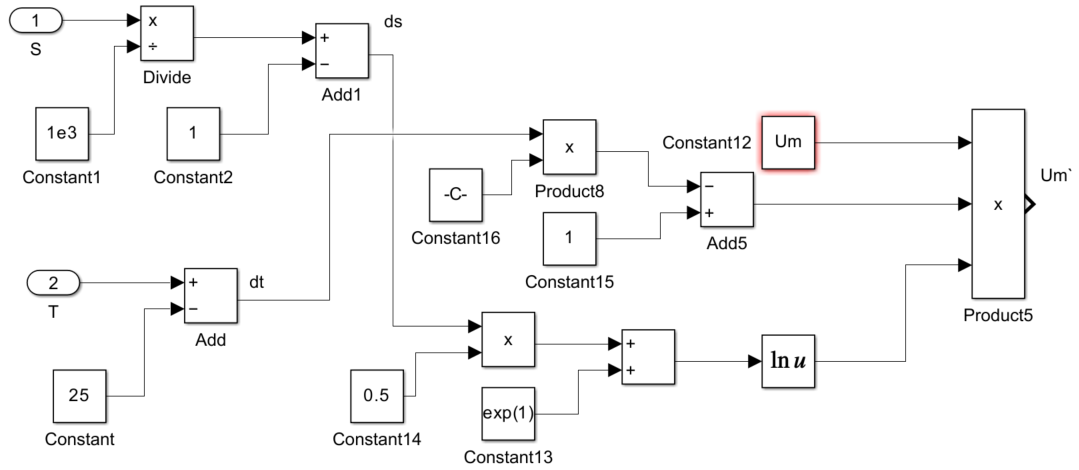 1
S
x
÷
Divide
ds
+
−
Add1
1e3
Constant1
1
Constant2
x
Product8
-C-
Constant16
1
Constant15
Constant12
Um
−
+
Add5
x
Um`
Product5
2
T
+
−
dt
Add
25
Constant
x
0.5
Constant14
+
+
exp(1)
Constant13
ln u